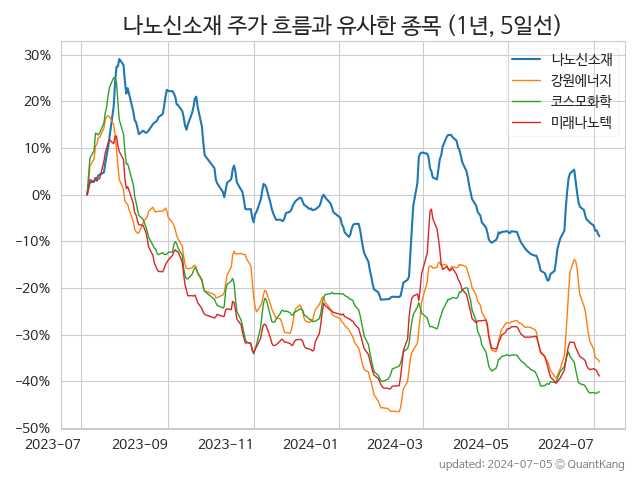 나노신소재 주가 흐름과 유사한 종목 (1년, 5일선)
나노신소재
강원에너지
코스모화학
미래나노텍
30%
20%
10%
0%
−10%
−20%
−30%
−40%
−50%
2023-07 2023-09 2023-11 2024-01 2024-03 2024-05 2024-07
updated: 2024-07-05 © QuantKang